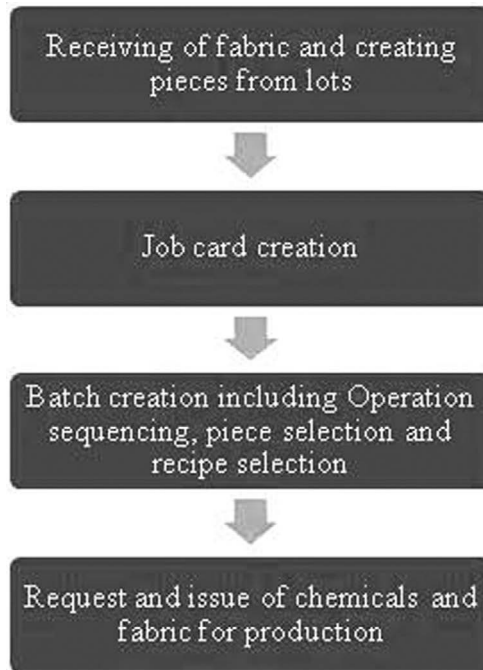 Receiving of fabric and creating
pieces from lots
Job card creation
Batch creation including Operation
sequencing, piece selection and
recipe selection
Request and issue of chemicals and
fabric for production